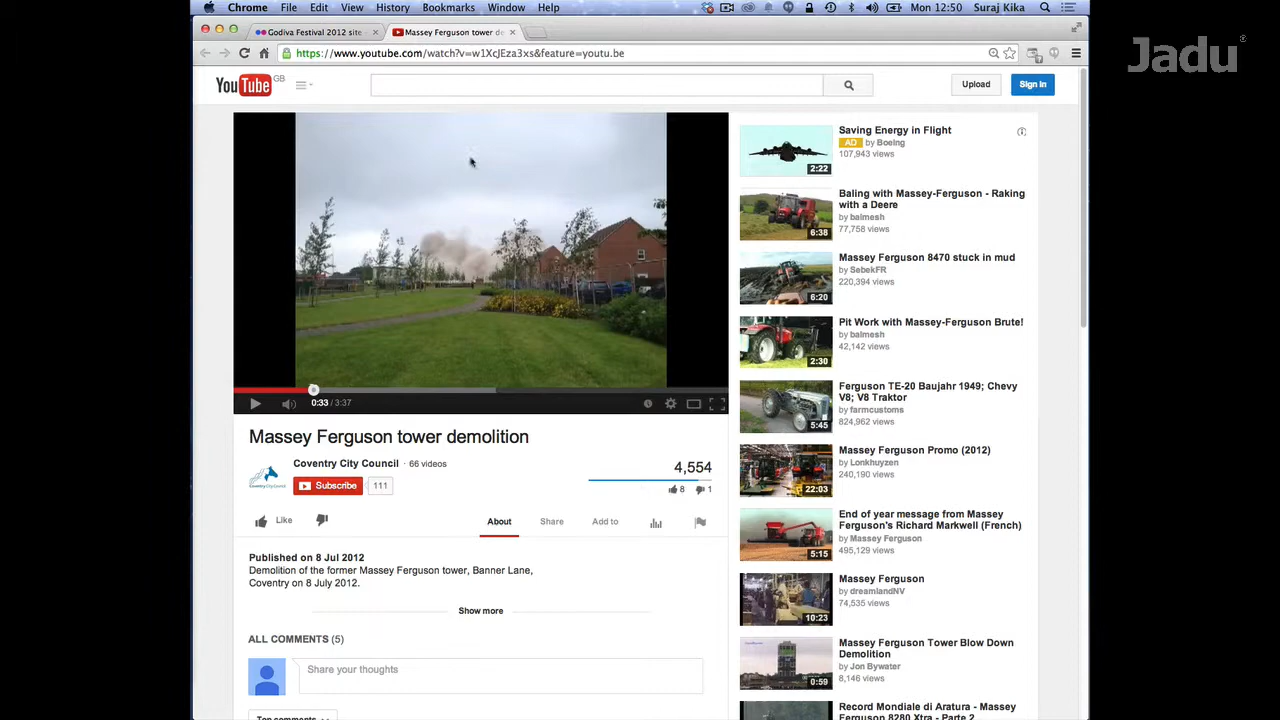 Chrome File Edit View History Bookmarks Window Help Mon 12:50 Suraj Kika
Godiva Festival 2012 site -
Massey Ferguson tower de
https://www.youtube.com/watch?v=w1XcJEza3xs&feature=youtu.be
Jadu
YouTube GB
Upload
Sign in
0:33 / 3:37
Massey Ferguson tower demolition
Coventry City Council · 66 videos
Subscribe 111
4,554
8 1
Like
About Share Add to
Published on 8 Jul 2012
Demolition of the former Massey Ferguson tower, Banner Lane,
Coventry on 8 July 2012.
Show more
ALL COMMENTS (5)
Share your thoughts
Top comments
Saving Energy in Flight
AD by Boeing
107,943 views
2:22
Baling with Massey-Ferguson - Raking
with a Deere
by balmesh
77,758 views
6:38
Massey Ferguson 8470 stuck in mud
by SebekFR
220,394 views
6:20
Pit Work with Massey-Ferguson Brute!
by balmesh
42,142 views
2:30
Ferguson TE-20 Baujahr 1949; Chevy
V8; V8 Traktor
by farmcustoms
824,962 views
5:45
Massey Ferguson Promo (2012)
by Lonkhuyzen
240,190 views
22:03
End of year message from Massey
Ferguson's Richard Markwell (French)
by Massey Ferguson
495,129 views
5:15
Massey Ferguson
by dreamlandNV
74,535 views
10:23
Massey Ferguson Tower Blow Down
Demolition
by Jon Bywater
8,146 views
0:59
Record Mondiale di Aratura - Massey
Ferguson 8280 Xtra - Parte 2